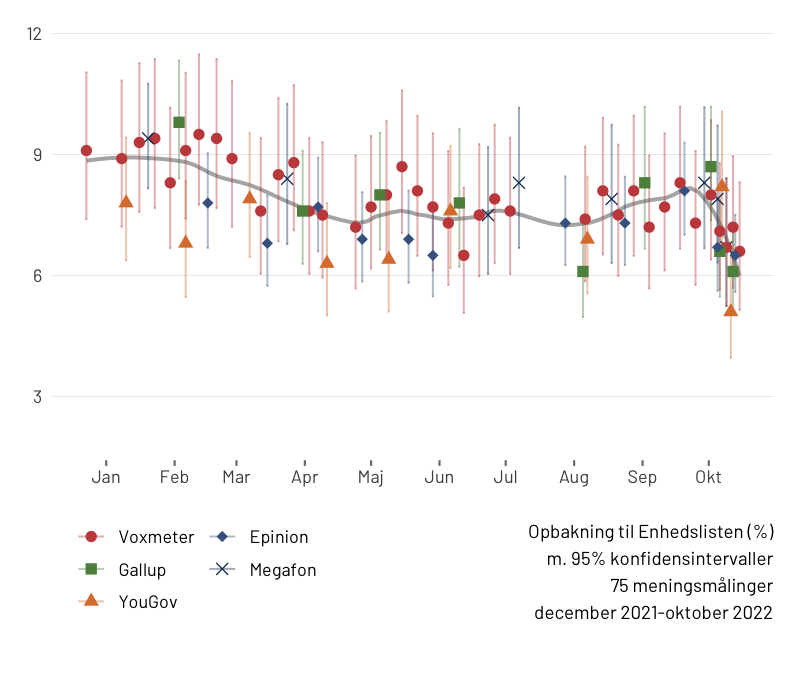 12
9
6
3
Jan Feb Mar Apr Maj Jun Jul Aug Sep Okt
Voxmeter Epinion
Gallup Megafon
YouGov
Opbakning til Enhedslisten (%)
m. 95% konfidensintervaller
75 meningsmålinger
december 2021-oktober 2022